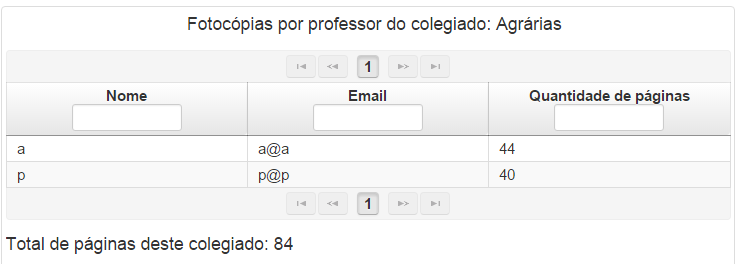 Fotocópias por professor do colegiado: Agrárias
1
Nome Email Quantidade de páginas
a a@a 44
p p@p 40
1
Total de páginas deste colegiado: 84